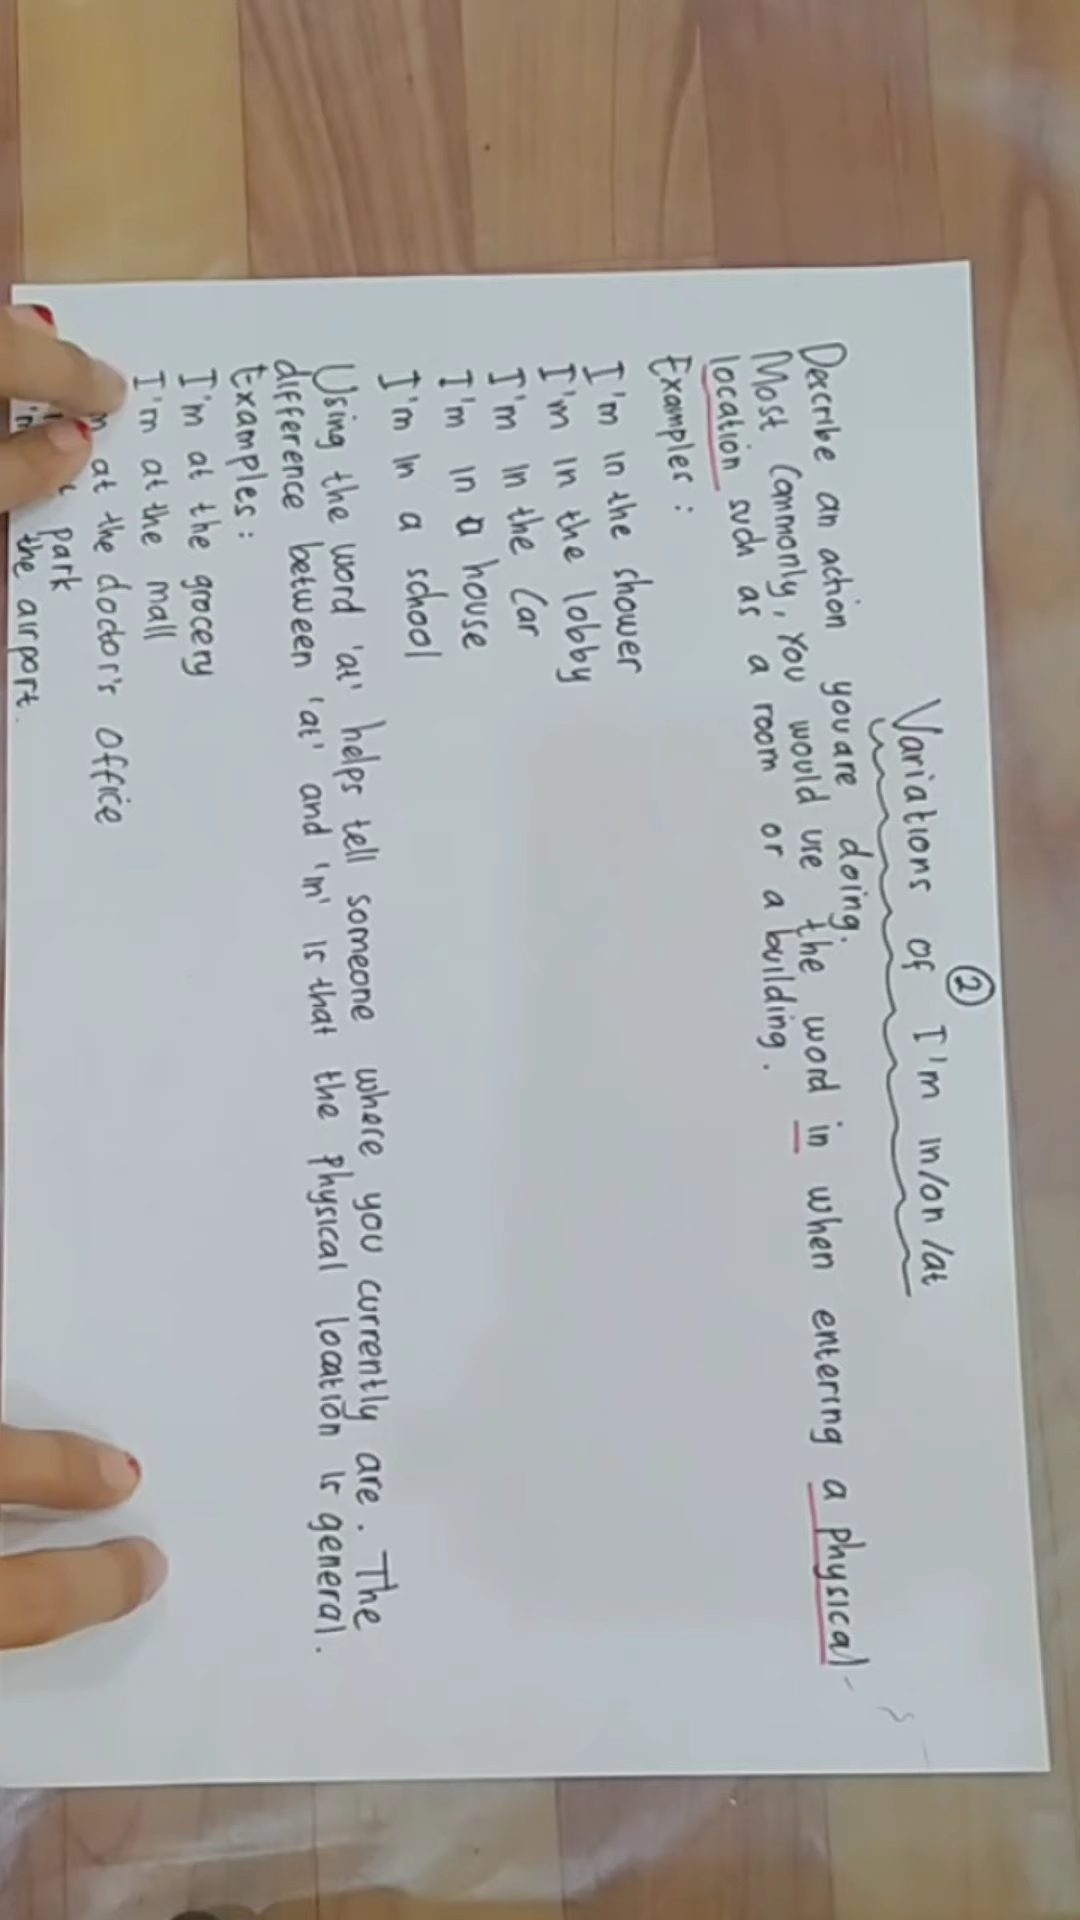 ②
Variations of I'm in/on/at
Describe an action you are doing.
Most Commonly, You would use the word in when entering a physical-
location such as a room or a building.
Examples:
I'm in the shower
I'm in the lobby
I'm in the Car
I'm in a house
I'm in a school
Using the word 'at' helps tell someone where you currently are. The
difference between 'at' and 'in' is that the Physical location is general.
Examples:
I'm at the grocery
I'm at the mall
at the doctor's office
park
the airport.